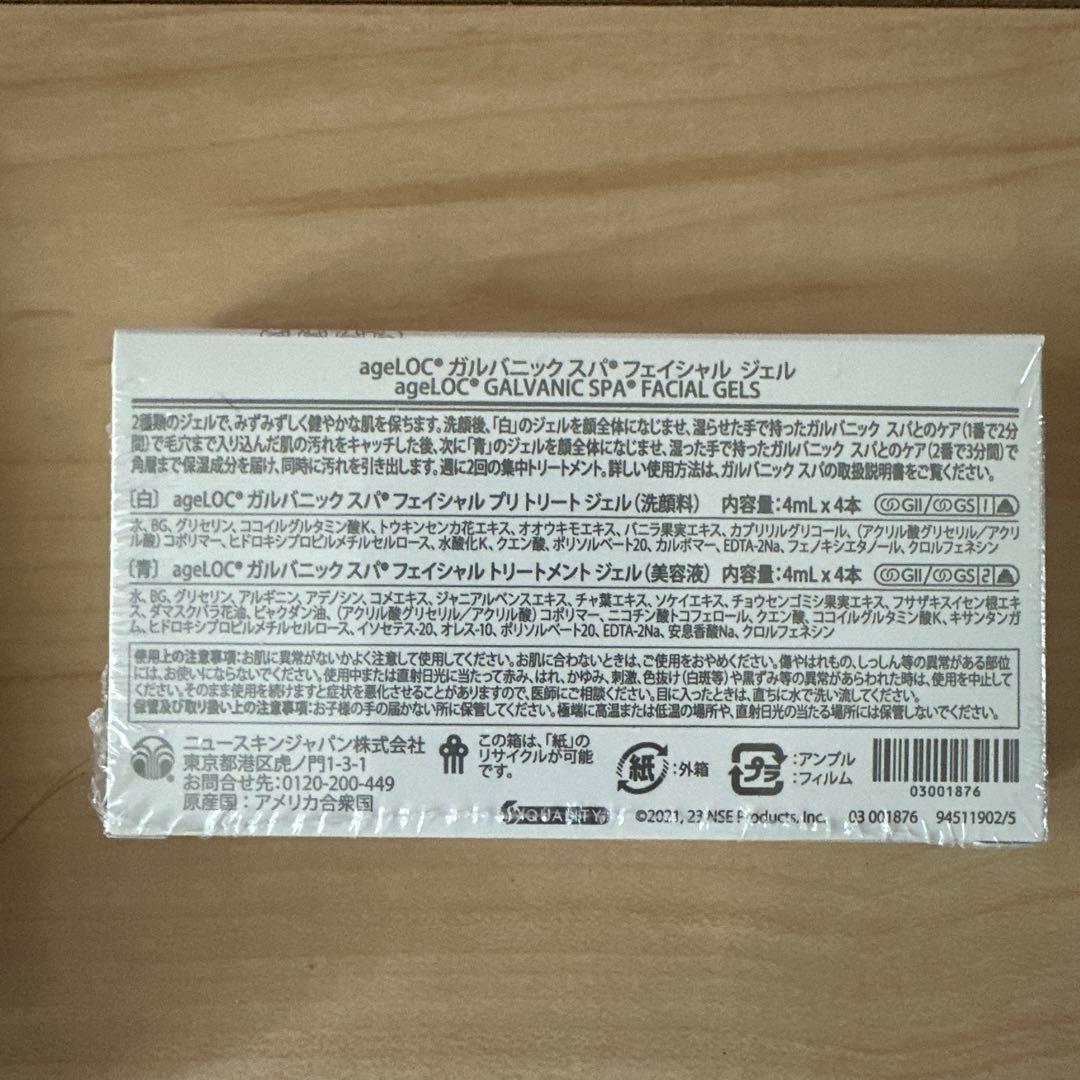 ageLOC® ガルバニック スパ® フェイシャル ジェル
ageLOC® GALVANIC SPA® FACIAL GELS
2種類のジェルで、みずみずしく健やかな肌を保ちます。洗顔後、「白」のジェルを顔全体になじませ、湿らせた手で持ったガルバニック スパとのケア(1番で2分
間)で毛穴まで入り込んだ肌の汚れをキャッチした後、次に「青」のジェルを顔全体になじませ、湿った手で持ったガルバニック スパとのケア(2番で3分間)で
角層まで保湿成分を届け、同時に汚れを引き出します。週に2回の集中トリートメント。詳しい使用方法は、ガルバニック スパの取扱説明書をご覧ください。
〔白〕 ageLOC® ガルバニック スパ® フェイシャル プリ トリート ジェル(洗顔料) 内容量:4mL x 4本 GII/GS 1
水、BG、グリセリン、ココイルグルタミン酸K、トウキンセンカ花エキス、オオウキモエキス、バニラ果実エキス、カプリリルグリコール、(アクリル酸グリセリル/アクリ
ル酸)コポリマー、ヒドロキシプロピルメチルセルロース、水酸化K、クエン酸、ポリソルベート20、カルボマー、EDTA-2Na、フェノキシエタノール、クロルフェネシン
〔青〕 ageLOC® ガルバニック スパ® フェイシャル トリートメント ジェル(美容液) 内容量:4mL x 4本 GII/GS 2
水、BG、グリセリン、アルギニン、アデノシン、コメエキス、ジャニアルベンスエキス、チャ葉エキス、ソケイエキス、チョウセンゴミシ果実エキス、フサザキスイセン根エキ
ス、ダマスクバラ花油、ビャクダン油、(アクリル酸グリセリル/アクリル酸)コポリマー、ニコチン酸トコフェロール、クエン酸、ココイルグルタミン酸K、キサンタンガ
ム、ヒドロキシプロピルメチルセルロース、イソセテス-20、オレス-10、ポリソルベート20、EDTA-2Na、安息香酸Na、クロルフェネシン
使用上の注意事項:お肌に異常がないかよく注意して使用してください。お肌に合わないときは、ご使用をおやめください。傷やはれもの、しっしん等の異常がある部位
には、お使いにならないでください。使用中または直射日光に当たって赤み、はれ、かゆみ、刺激、色抜け(白斑等)や黒ずみ等の異常があらわれた時は、使用を中止して
ください。そのまま使用を続けますと症状を悪化させることがありますので、医師にご相談ください。目に入ったときは、直ちに水で洗い流してください。
保管及び取り扱い上の注意事項:お子様の手の届かない所に保管してください。極端に高温または低温の場所や、直射日光の当たる場所には保管しないでください。
ニュースキンジャパン株式会社
東京都港区虎ノ門1-3-1
お問合せ先:0120-200-449
原産国:アメリカ合衆国
この箱は、「紙」の
リサイクルが可能
です。
紙 :外箱
プラ :アンプル
:フィルム
03001876
QUALITY ©2021, 23 NSE Products, Inc. 03 001876 94511902/5